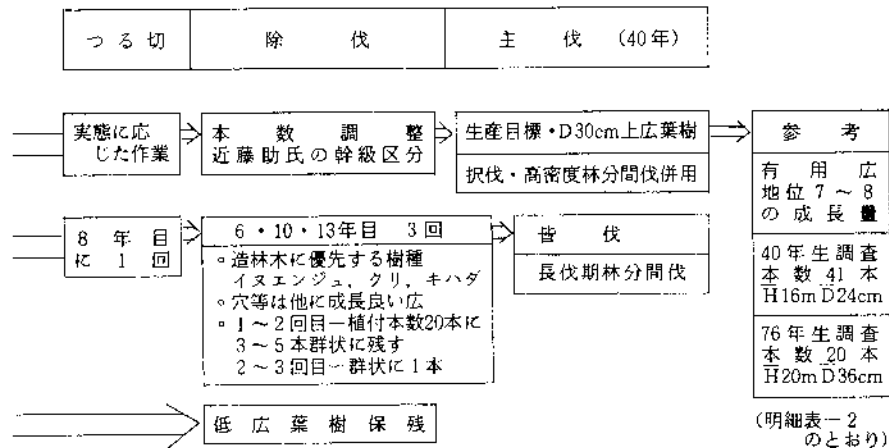 つる切 除伐 主伐 (40年)
実態に応
じた作業
本数調整
近藤助氏の幹級区分
生産目標・D30cm上広葉樹
択伐・高密度林分間伐併用
参考
有用広
地位7～8
の成長量
40年生調査
本数41本
H16mD24cm
76年生調査
本数20本
H20mD36cm
(明細表－2
のとおり)
8年目
に1回
6・10・13年目 3回
○造林木に優先する樹種
イヌエンジュ，クリ，キハダ
○穴等は他に成長良い広
○1～2回目－植付本数20本に
3～5本群状に残す
2～3回目－群状に1本
皆伐
長伐期林分間伐
低広葉樹保残